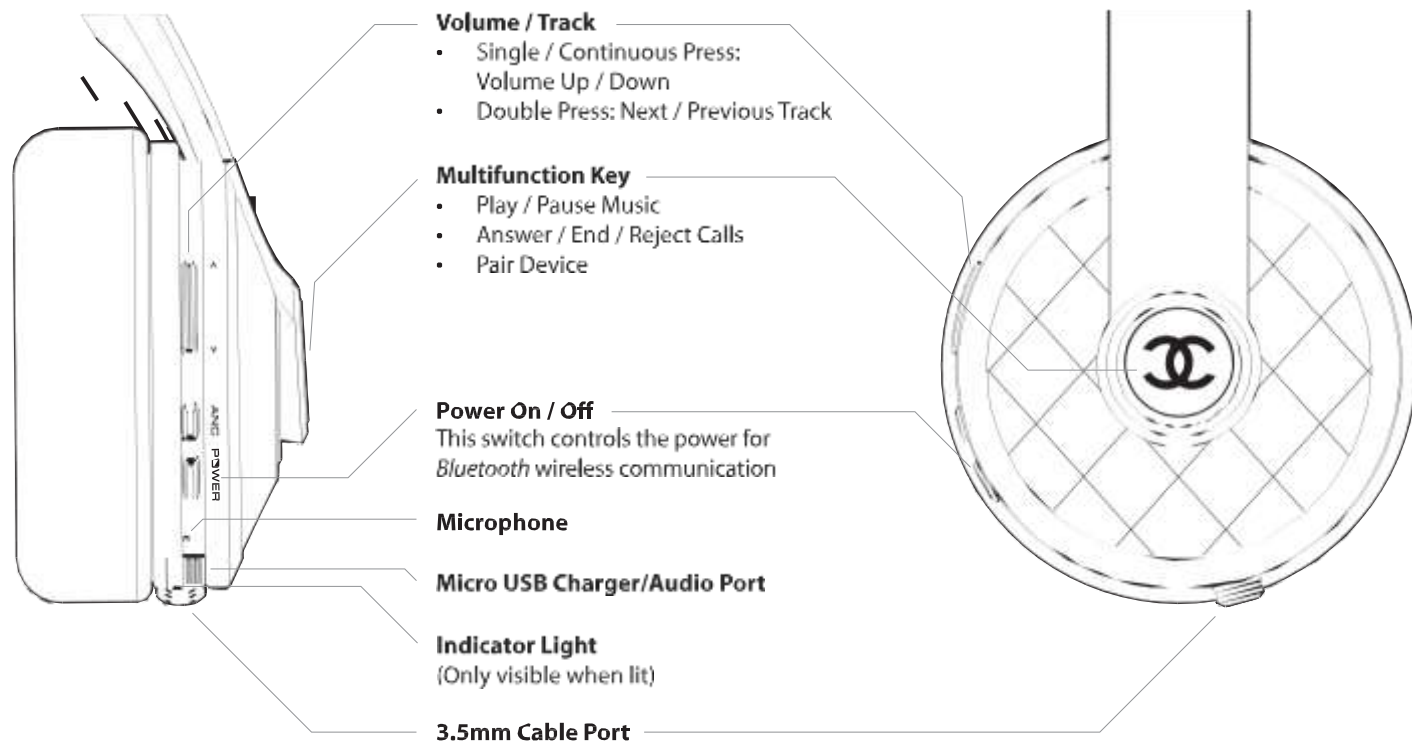 Volume / Track
• Single / Continuous Press:
Volume Up / Down
• Double Press: Next / Previous Track
Multifunction Key
• Play / Pause Music
• Answer / End / Reject Calls
• Pair Device
Power On / Off
This switch controls the power for
Bluetooth wireless communication
Microphone
Micro USB Charger/Audio Port
Indicator Light
(Only visible when lit)
3.5mm Cable Port
ANC POWER